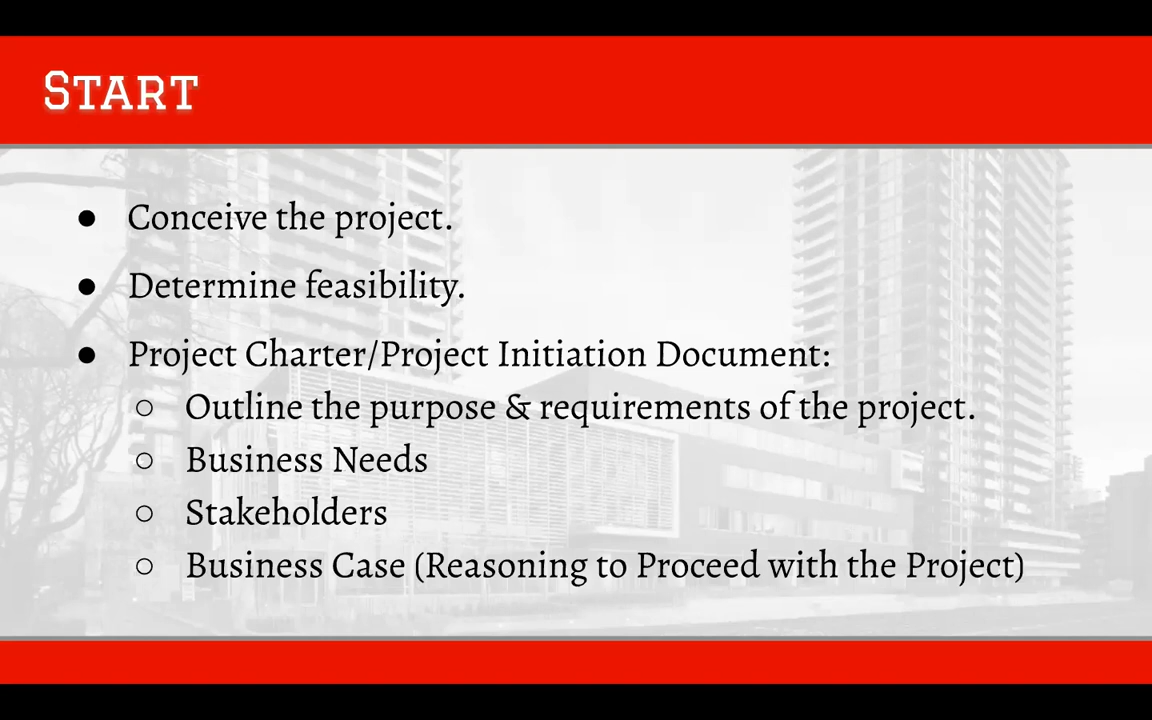 Start
● Conceive the project.
● Determine feasibility.
● Project Charter/Project Initiation Document:
○ Outline the purpose & requirements of the project.
○ Business Needs
○ Stakeholders
○ Business Case (Reasoning to Proceed with the Project)